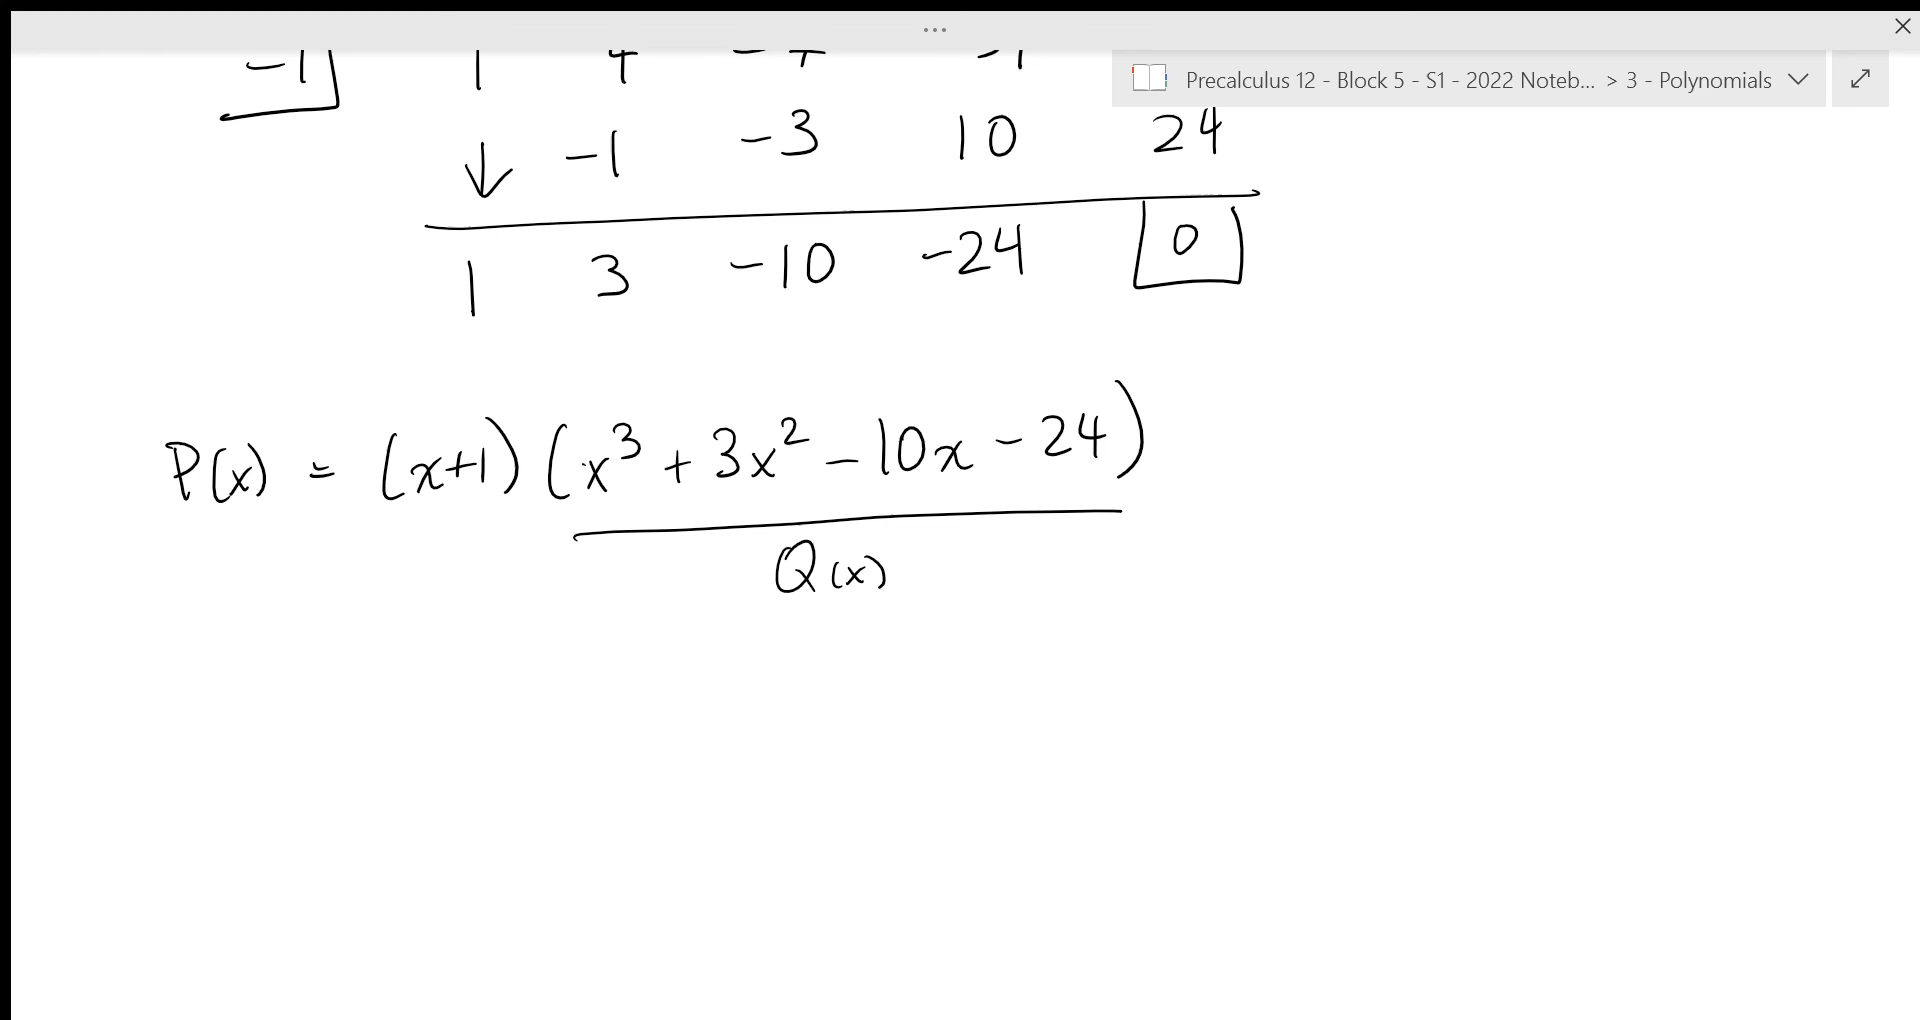 ...
Precalculus 12 - Block 5 - S1 - 2022 Noteb... > 3 - Polynomials
-1 1 4
-1 -3 10 24
1 3 -10 -24 0
P(x) = (x+1) (x³ + 3x² - 10x - 24)
Q(x)